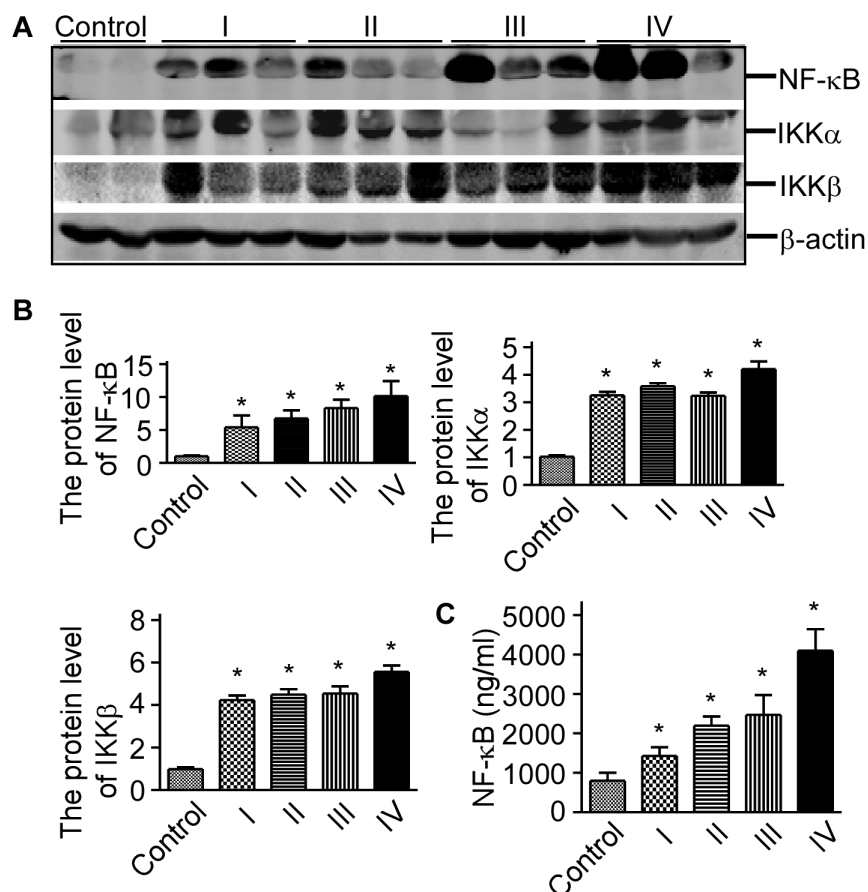 A
Control I II III IV
NF-κB
IKKα
IKKβ
β-actin
B
The protein level
of NF-κB
15
10
5
0
*
*
*
*
Control I II III IV
The protein level
of IKKα
5
4
3
2
1
0
*
*
*
*
Control I II III IV
The protein level
of IKKβ
8
6
4
2
0
*
*
*
*
Control I II III IV
C
NF-κB (ng/ml)
5000
4000
3000
2000
1000
0
*
*
*
*
Control I II III IV